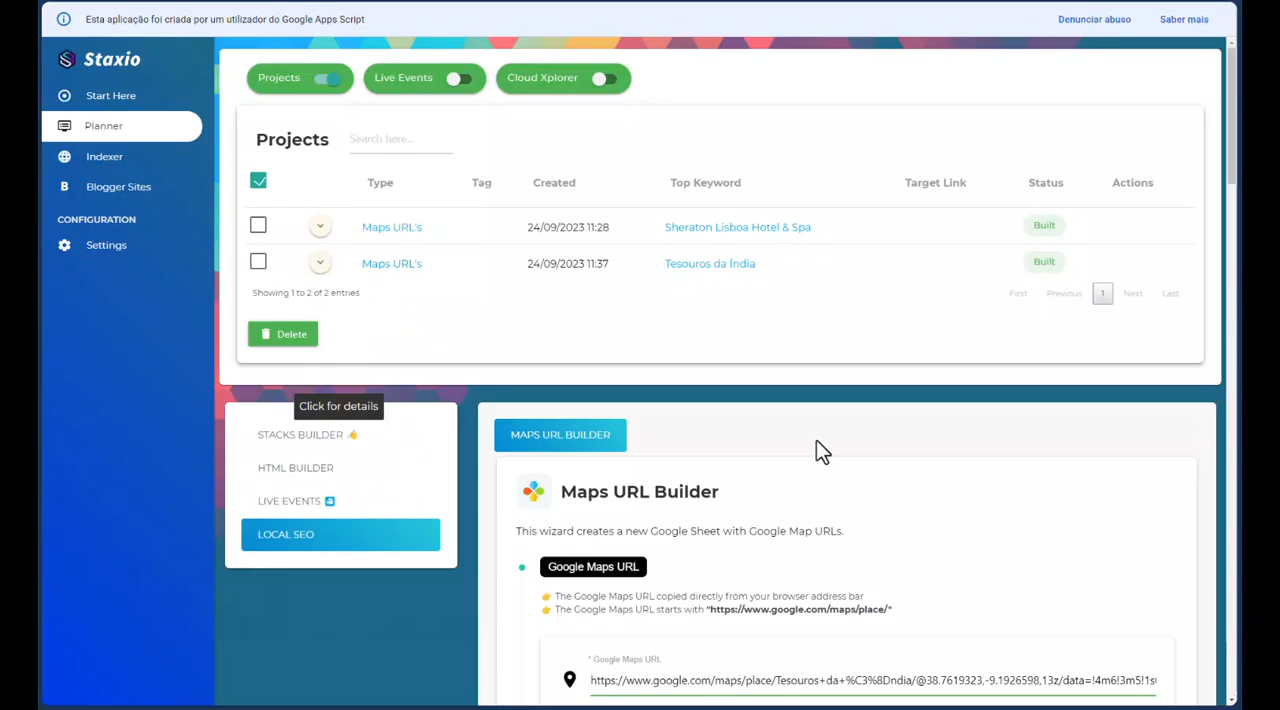 Esta aplicação foi criada por um utilizador do Google Apps Script
Denunciar abuso
Saber mais
Staxio
Start Here
Planner
Indexer
B Blogger Sites
CONFIGURATION
Settings
Projects
Live Events
Cloud Xplorer
Projects
Search here...
Type Tag Created Top Keyword Target Link Status Actions
Maps URL's 24/09/2023 11:28 Sheraton Lisboa Hotel & Spa Built
Maps URL's 24/09/2023 11:37 Tesouros da Índia Built
Showing 1 to 2 of 2 entries
First Previous 1 Next Last
Delete
Click for details
STACKS BUILDER
HTML BUILDER
LIVE EVENTS
LOCAL SEO
MAPS URL BUILDER
Maps URL Builder
This wizard creates a new Google Sheet with Google Map URLs.
Google Maps URL
The Google Maps URL copied directly from your browser address bar
The Google Maps URL starts with "https://www.google.com/maps/place/"
* Google Maps URL
https://www.google.com/maps/place/Tesouros+da+%C3%8Dndia/@38.7619323,-9.1926598,13z/data=!4m6!3m5!1s